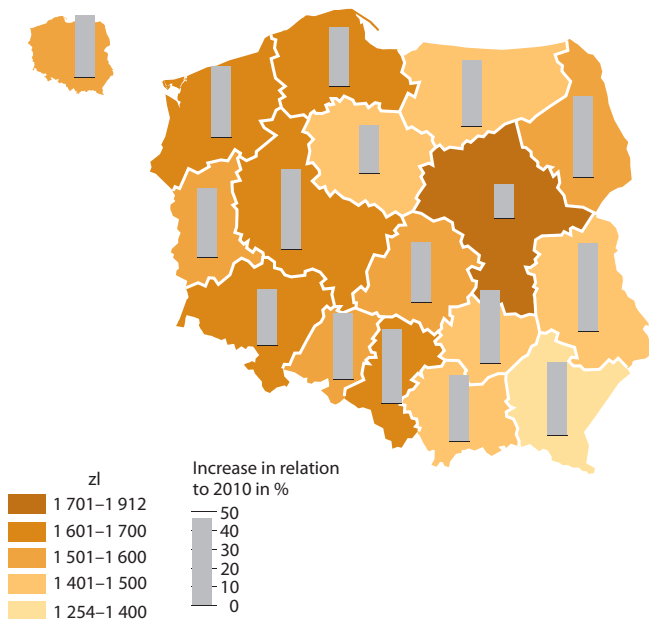 zl
1 701–1 912
1 601–1 700
1 501–1 600
1 401–1 500
1 254–1 400
Increase in relation
to 2010 in %
50
40
30
20
10
0